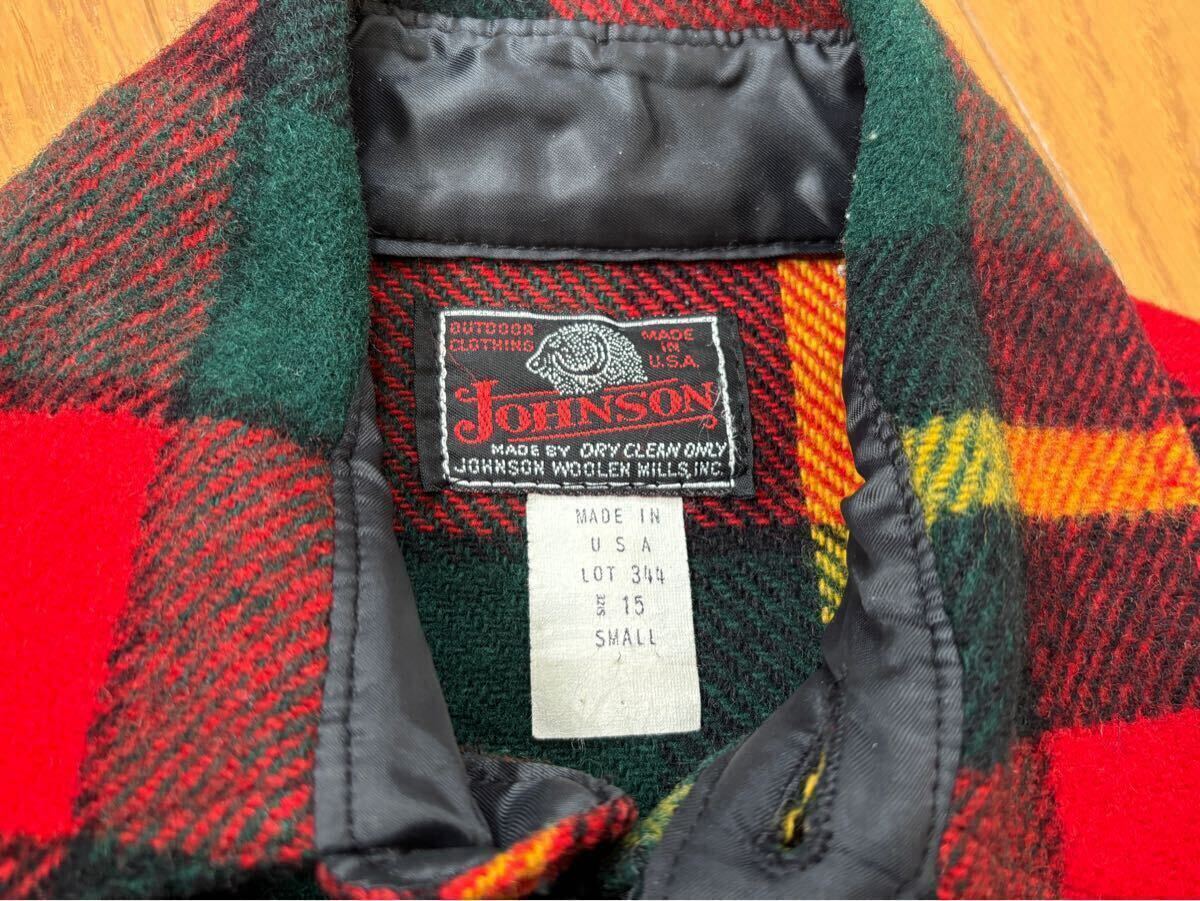 OUTDOOR
CLOTHING
MADE
IN
U.S.A.
JOHNSON
MADE BY DRY CLEAN ONLY
JOHNSON WOOLEN MILLS, INC.
MADE IN
U S A
LOT 344
15
SMALL